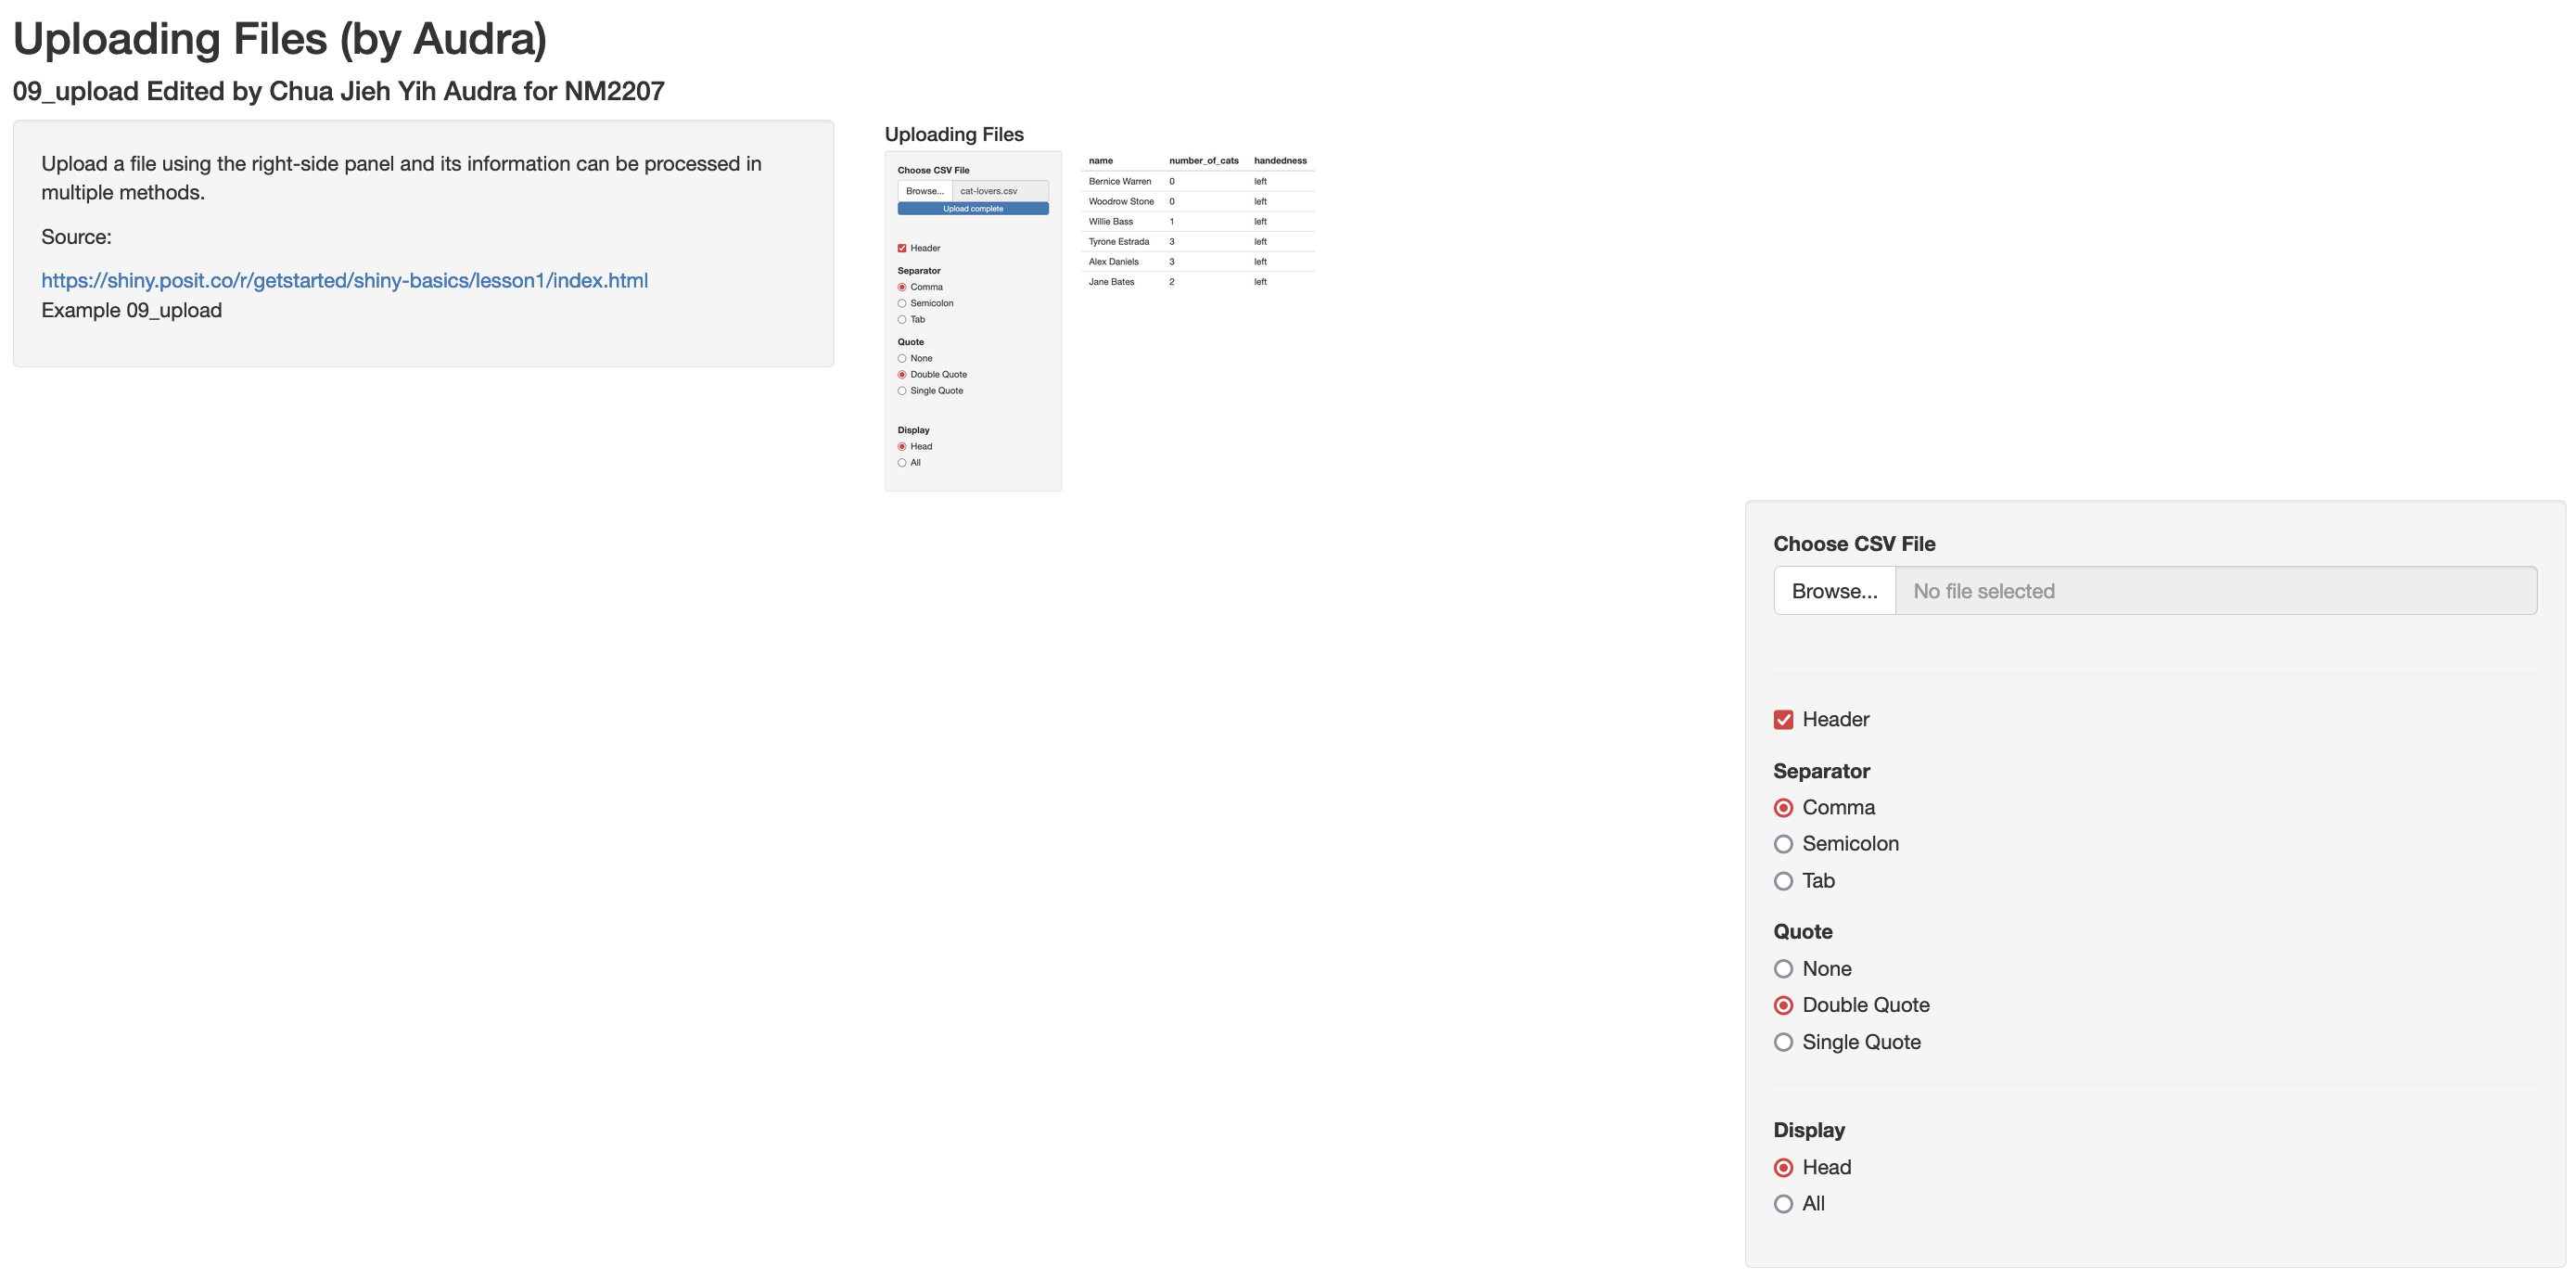 Uploading Files (by Audra)
09_upload Edited by Chua Jieh Yih Audra for NM2207
Upload a file using the right-side panel and its information can be processed in
multiple methods.
Source:
https://shiny.posit.co/r/getstarted/shiny-basics/lesson1/index.html
Example 09_upload
Uploading Files
Choose CSV File
Browse... cat-lovers.csv
Upload complete
Header
Separator
Comma
Semicolon
Tab
Quote
None
Double Quote
Single Quote
Display
Head
All
name number_of_cats handedness
Bernice Warren 0 left
Woodrow Stone 0 left
Willie Bass 1 left
Tyrone Estrada 3 left
Alex Daniels 3 left
Jane Bates 2 left
Choose CSV File
Browse... No file selected
Header
Separator
Comma
Semicolon
Tab
Quote
None
Double Quote
Single Quote
Display
Head
All